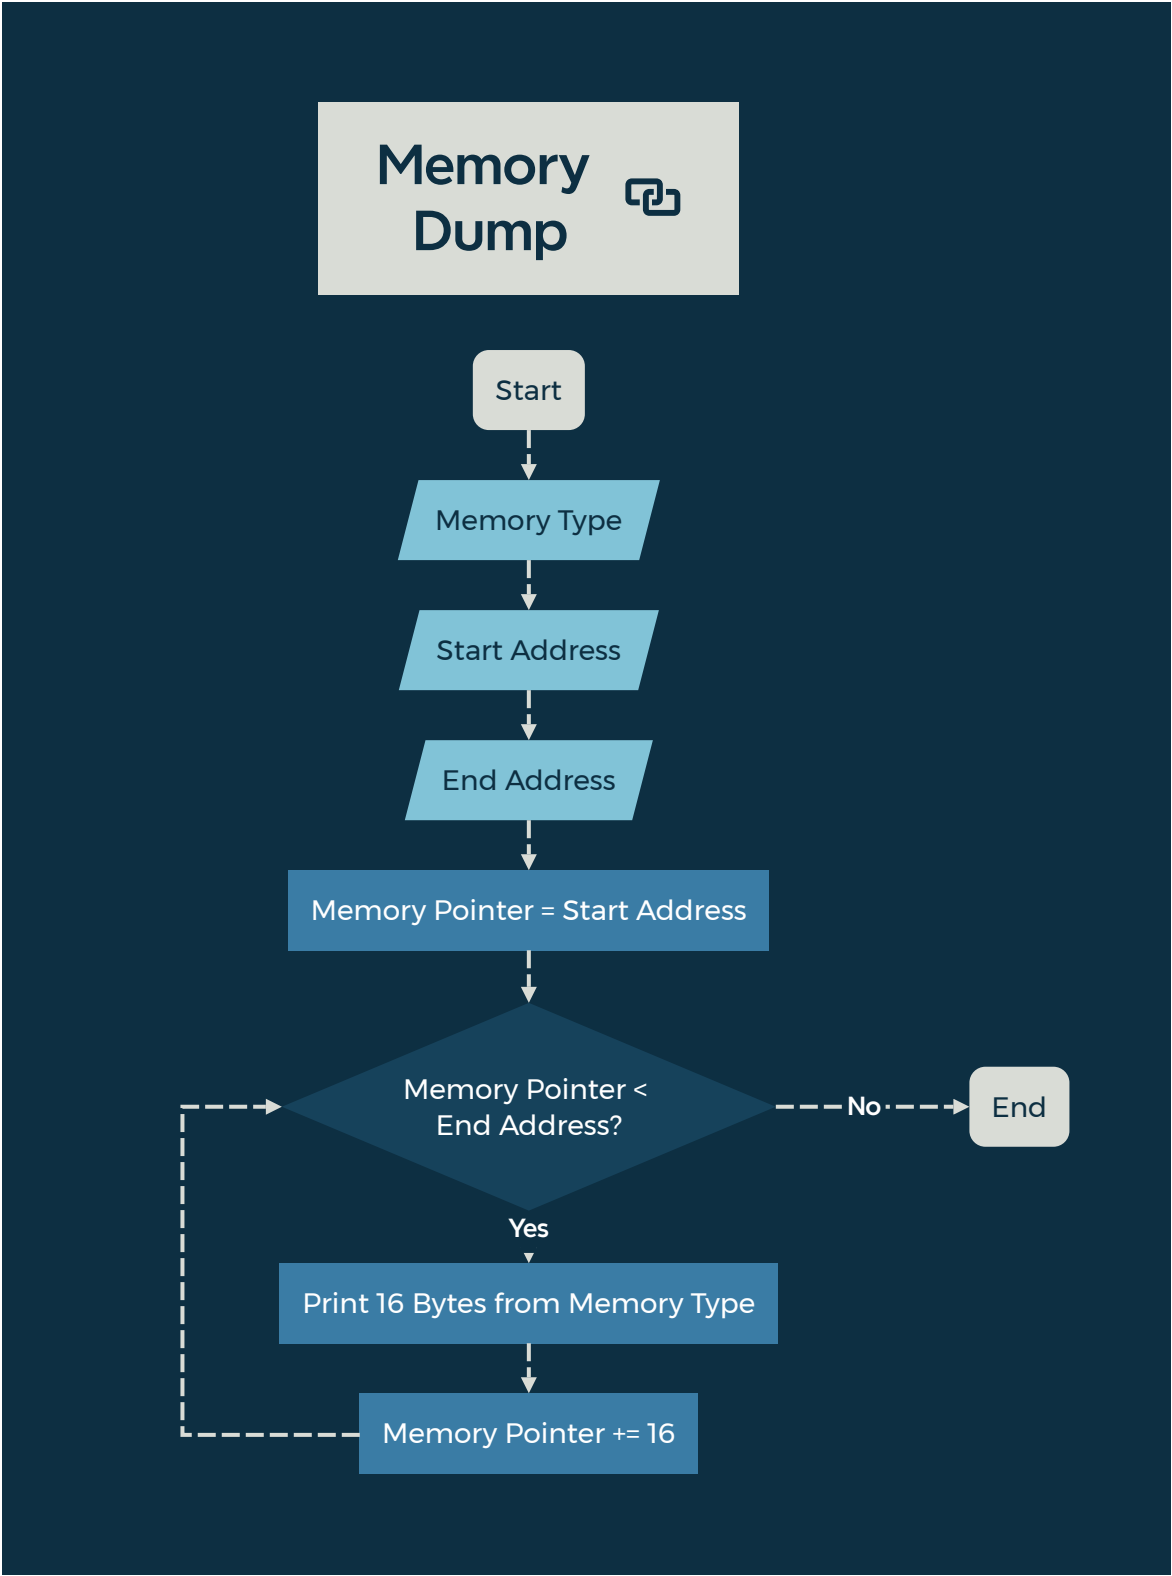 Memory
Dump
Start
Memory Type
Start Address
End Address
Memory Pointer = Start Address
Memory Pointer <
End Address?
No
End
Yes
Print 16 Bytes from Memory Type
Memory Pointer += 16